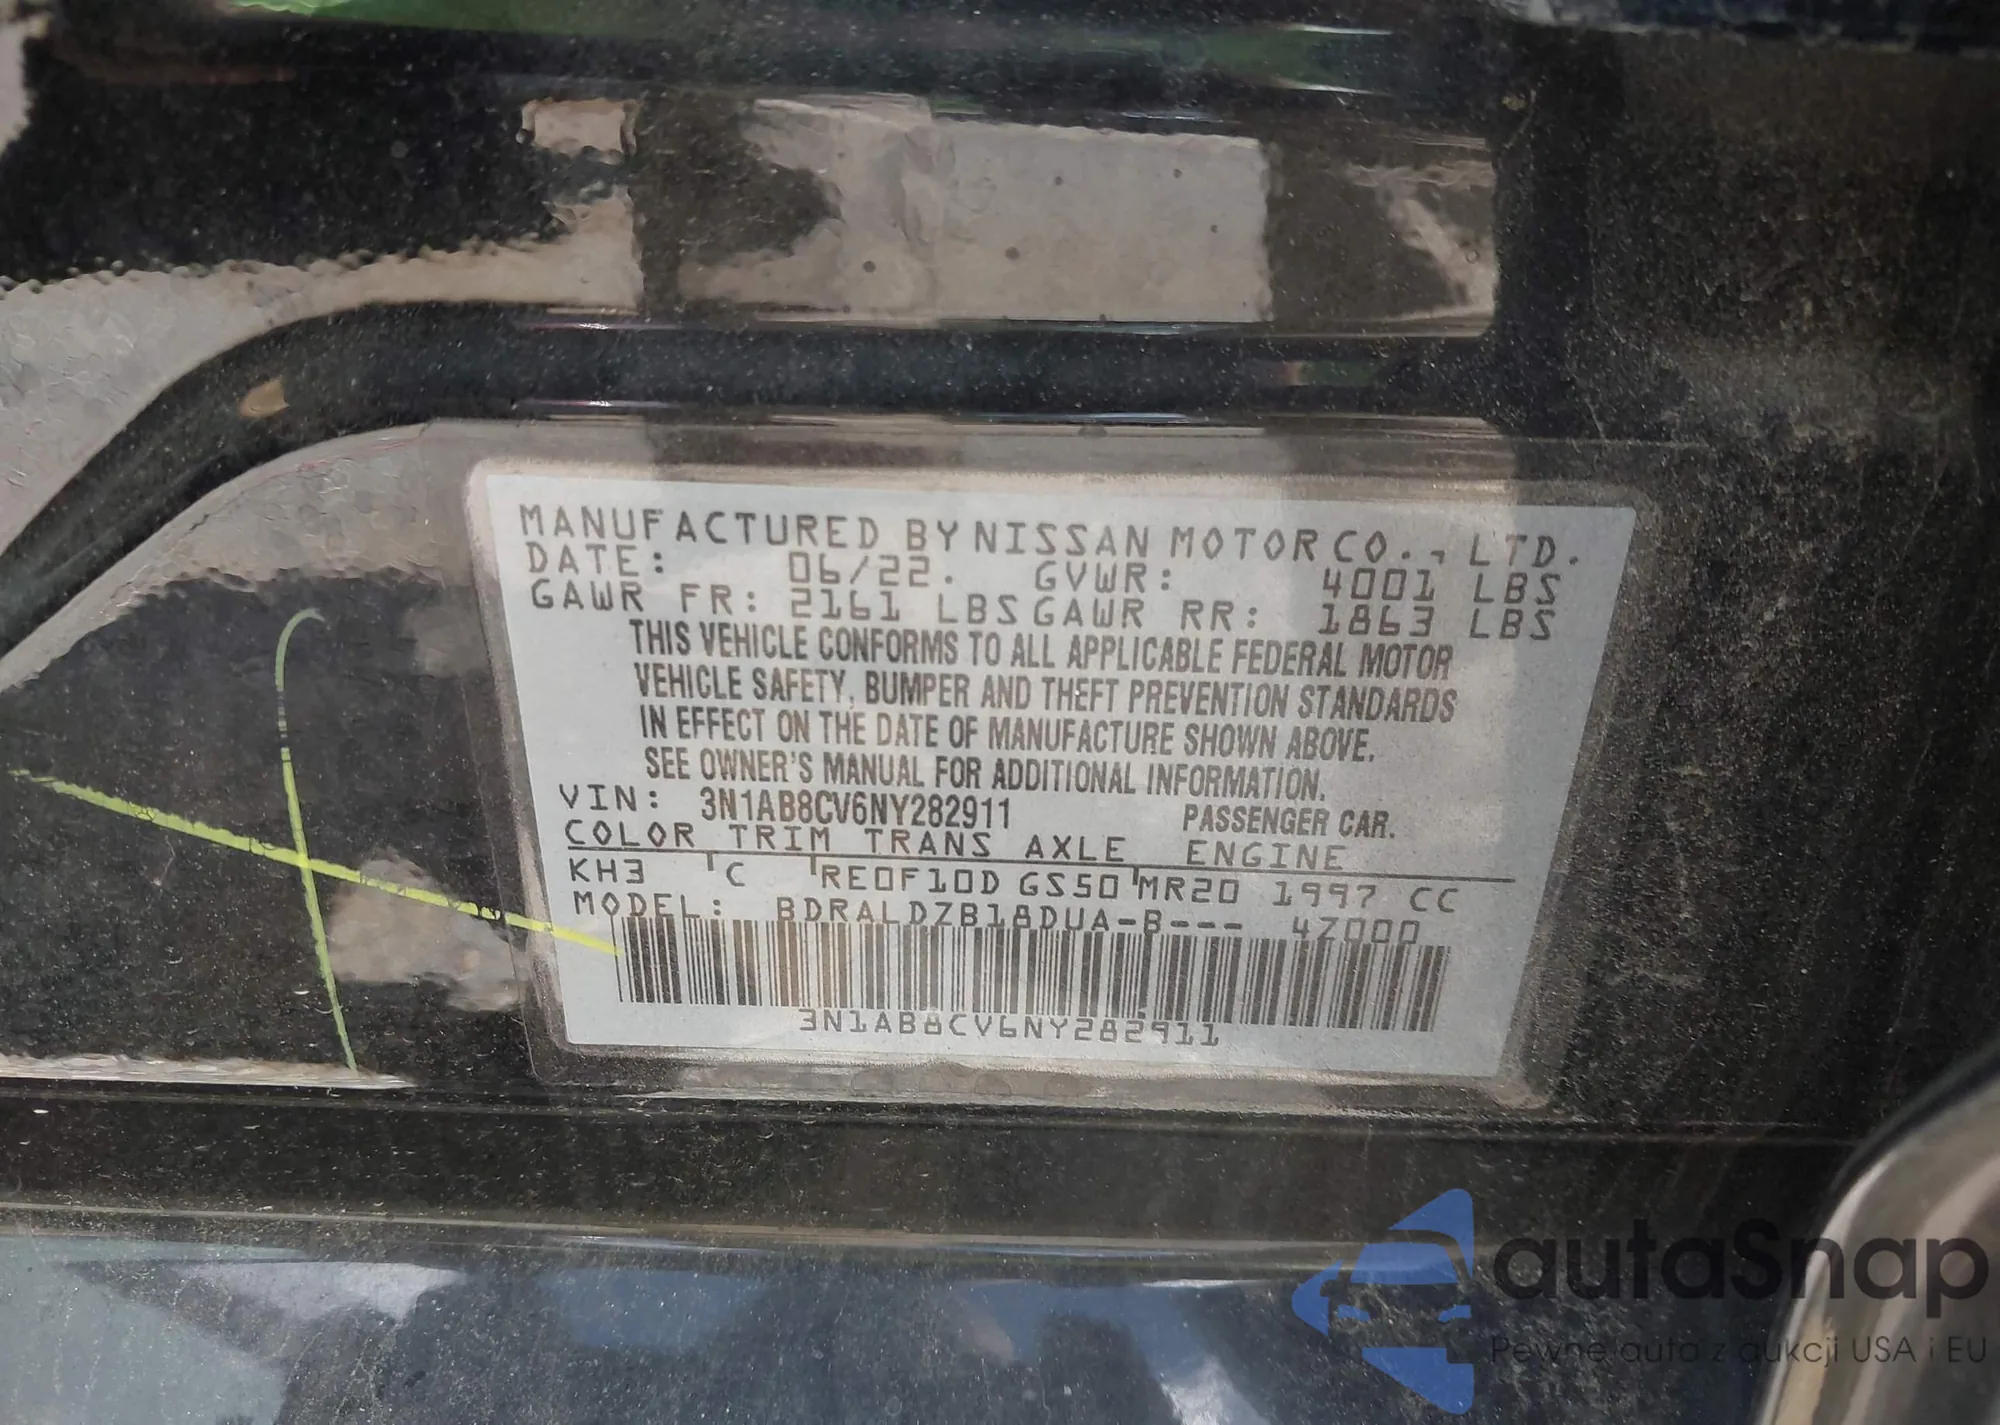 MANUFACTURED BY NISSAN MOTOR CO., LTD.
DATE: 06/22. GVWR: 4001 LBS
GAWR FR: 2161 LBS GAWR RR: 1863 LBS
THIS VEHICLE CONFORMS TO ALL APPLICABLE FEDERAL MOTOR
VEHICLE SAFETY, BUMPER AND THEFT PREVENTION STANDARDS
IN EFFECT ON THE DATE OF MANUFACTURE SHOWN ABOVE.
SEE OWNER'S MANUAL FOR ADDITIONAL INFORMATION.
VIN: 3N1AB8CV6NY282911 PASSENGER CAR.
COLOR TRIM TRANS AXLE ENGINE
KH3 C RE0F10D GS50 MR20 1997 CC
MODEL: BDRALDZB18DUA-B--- 4Z000
3N1AB8CV6NY282911
autaSnap
Pewne auta z aukcji USA i EU